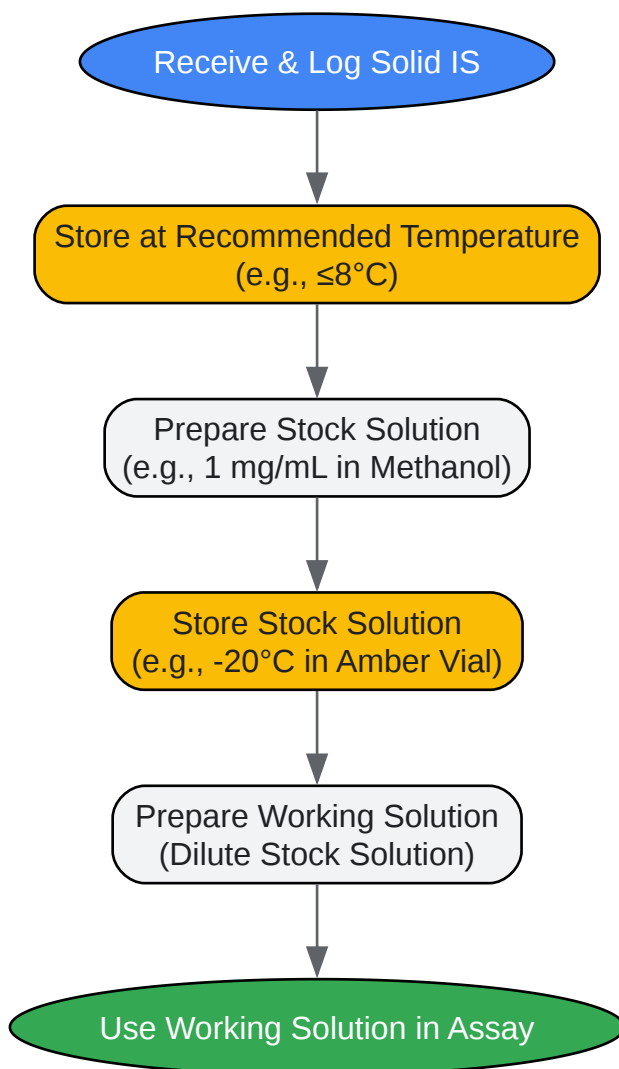 Receive & Log Solid IS
Store at Recommended Temperature
(e.g., ≤8°C)
Prepare Stock Solution
(e.g., 1 mg/mL in Methanol)
Store Stock Solution
(e.g., -20°C in Amber Vial)
Prepare Working Solution
(Dilute Stock Solution)
Use Working Solution in Assay